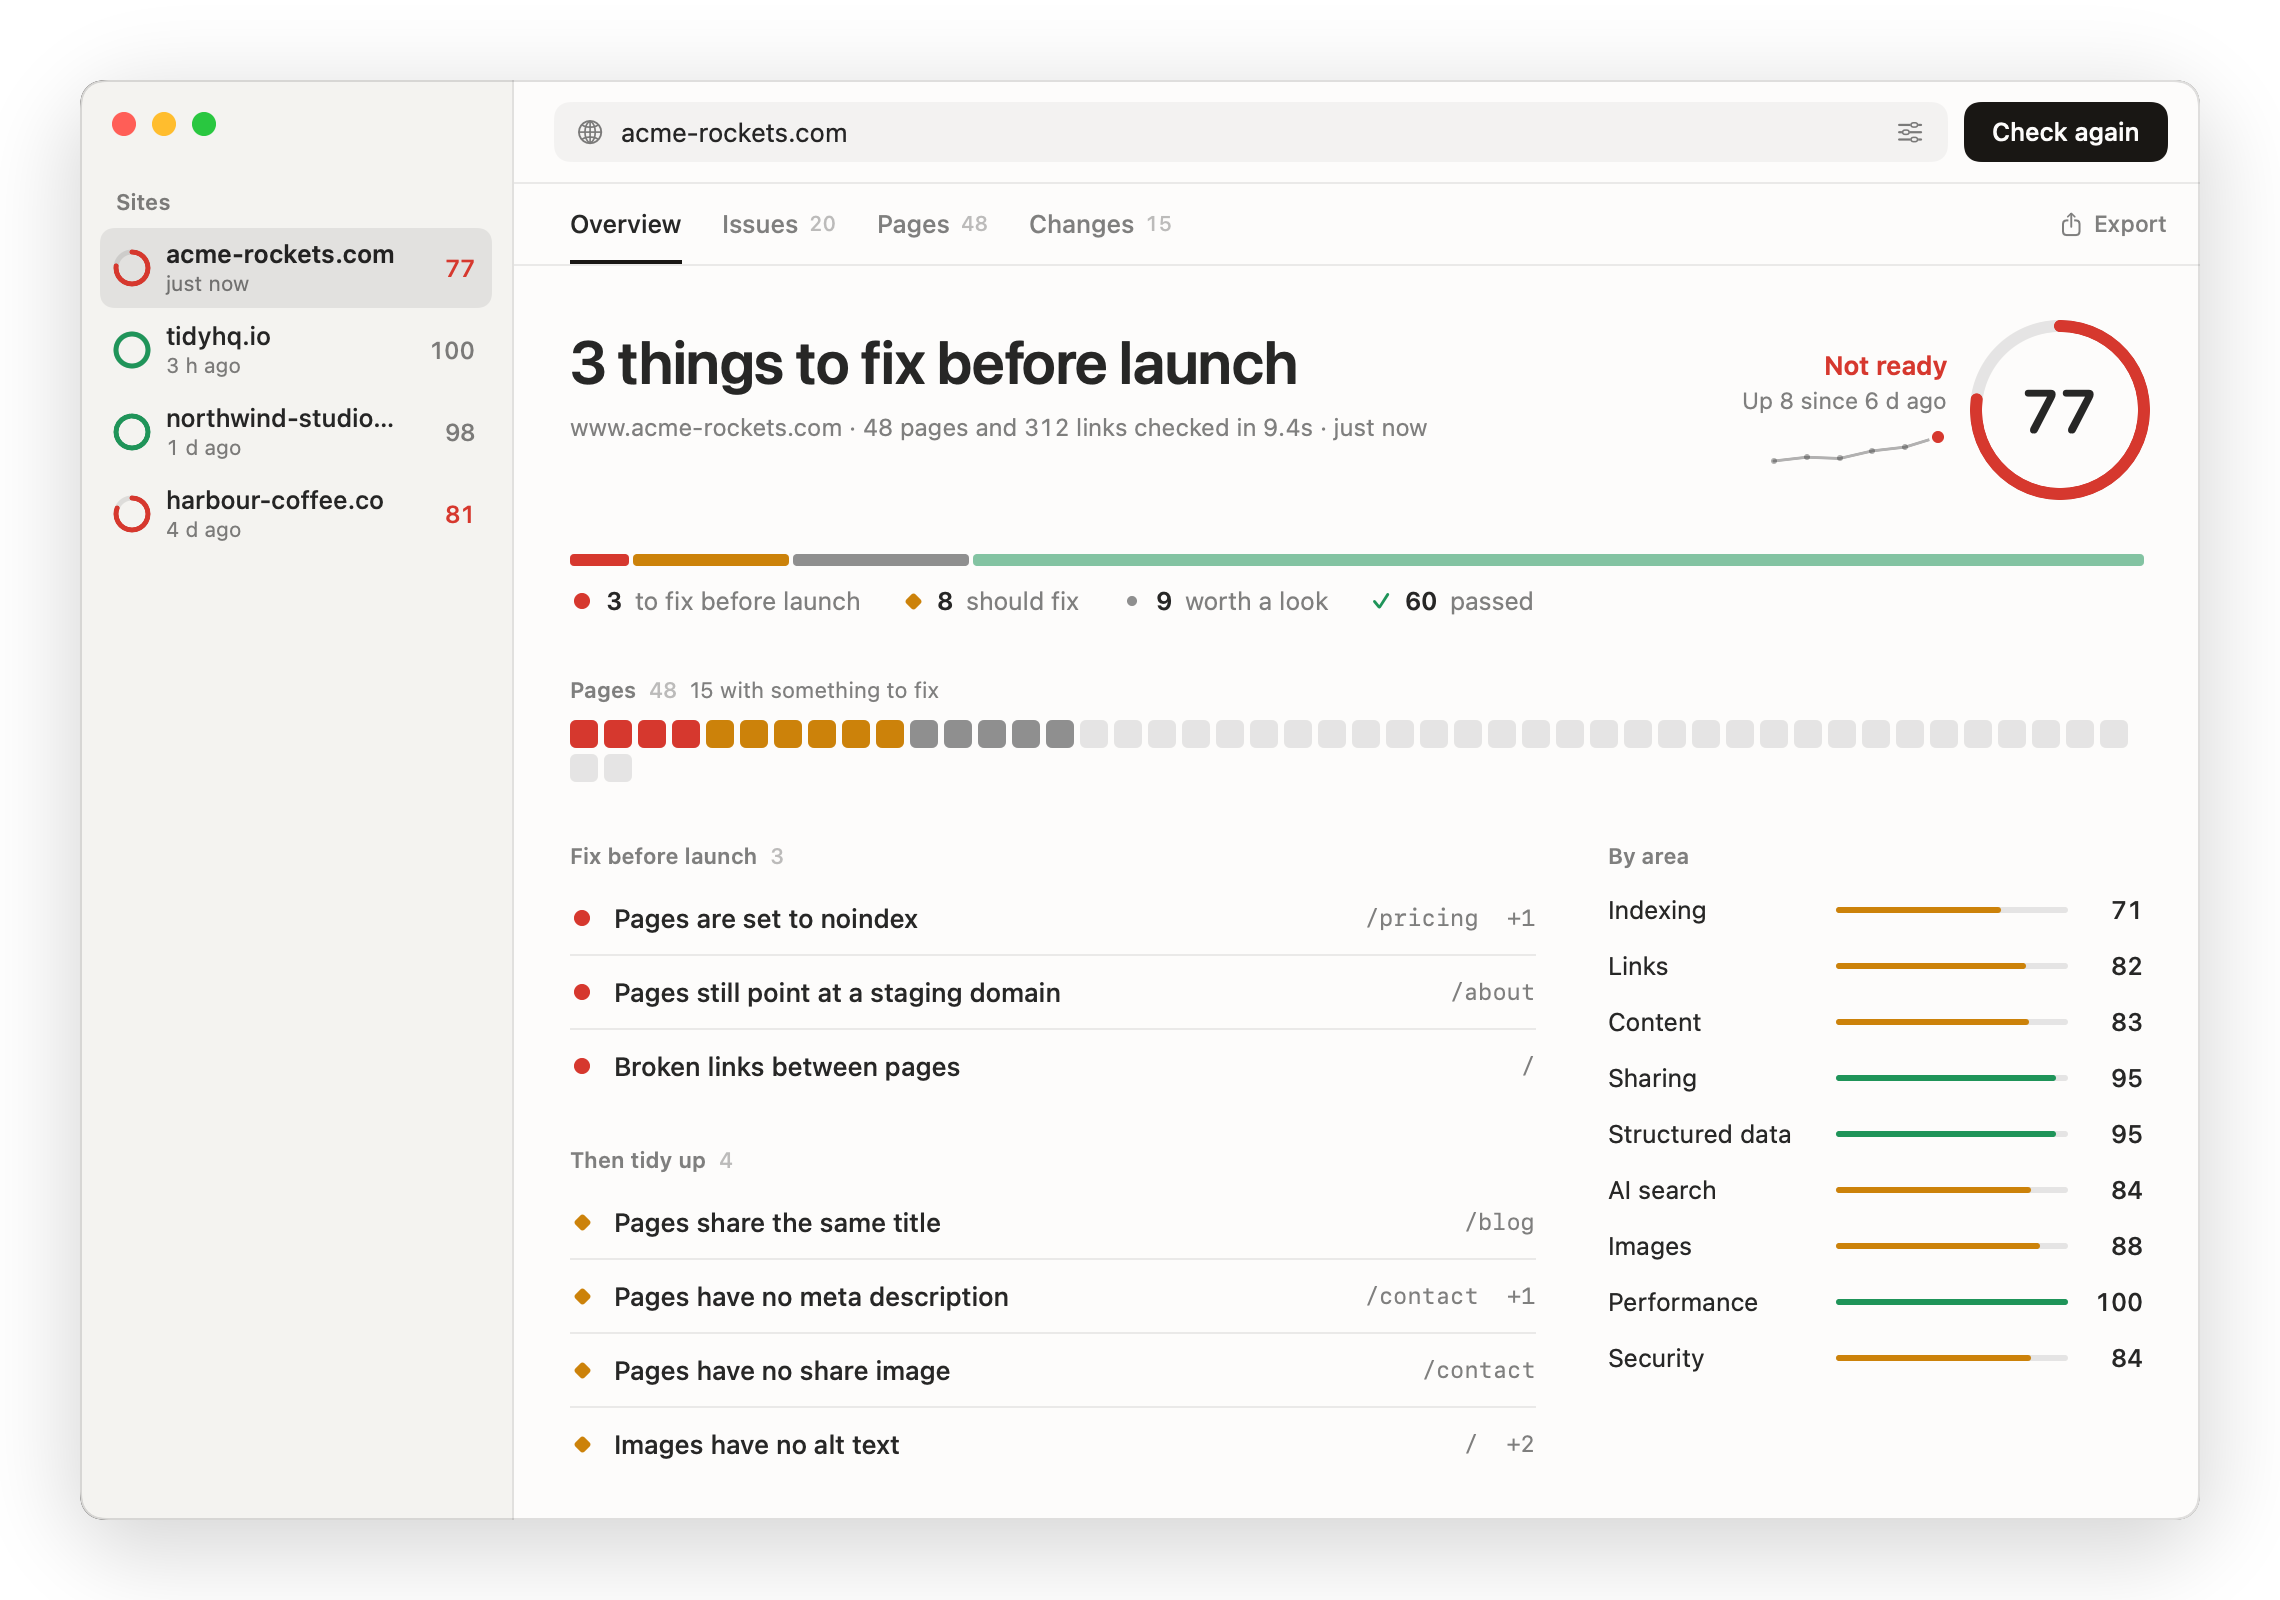 Sites
acme-rockets.com
just now
77
tidyhq.io
3 h ago
100
northwind-studio...
1 d ago
98
harbour-coffee.co
4 d ago
81
acme-rockets.com
Check again
Overview
Issues 20
Pages 48
Changes 15
Export
3 things to fix before launch
www.acme-rockets.com · 48 pages and 312 links checked in 9.4s · just now
Not ready
Up 8 since 6 d ago
77
3 to fix before launch
8 should fix
9 worth a look
60 passed
Pages 48 15 with something to fix
Fix before launch 3
Pages are set to noindex /pricing +1
Pages still point at a staging domain /about
Broken links between pages /
Then tidy up 4
Pages share the same title /blog
Pages have no meta description /contact +1
Pages have no share image /contact
Images have no alt text / +2
By area
Indexing 71
Links 82
Content 83
Sharing 95
Structured data 95
AI search 84
Images 88
Performance 100
Security 84